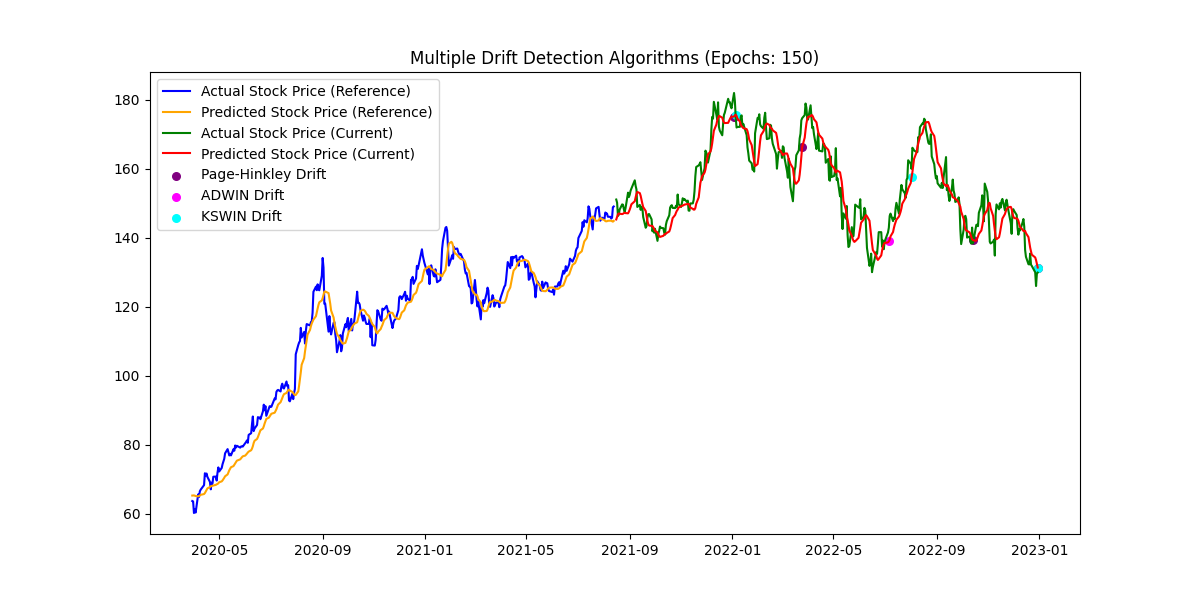 Multiple Drift Detection Algorithms (Epochs: 150)
Actual Stock Price (Reference)
Predicted Stock Price (Reference)
Actual Stock Price (Current)
Predicted Stock Price (Current)
Page-Hinkley Drift
ADWIN Drift
KSWIN Drift
180
160
140
120
100
80
60
2020-05 2020-09 2021-01 2021-05 2021-09 2022-01 2022-05 2022-09 2023-01